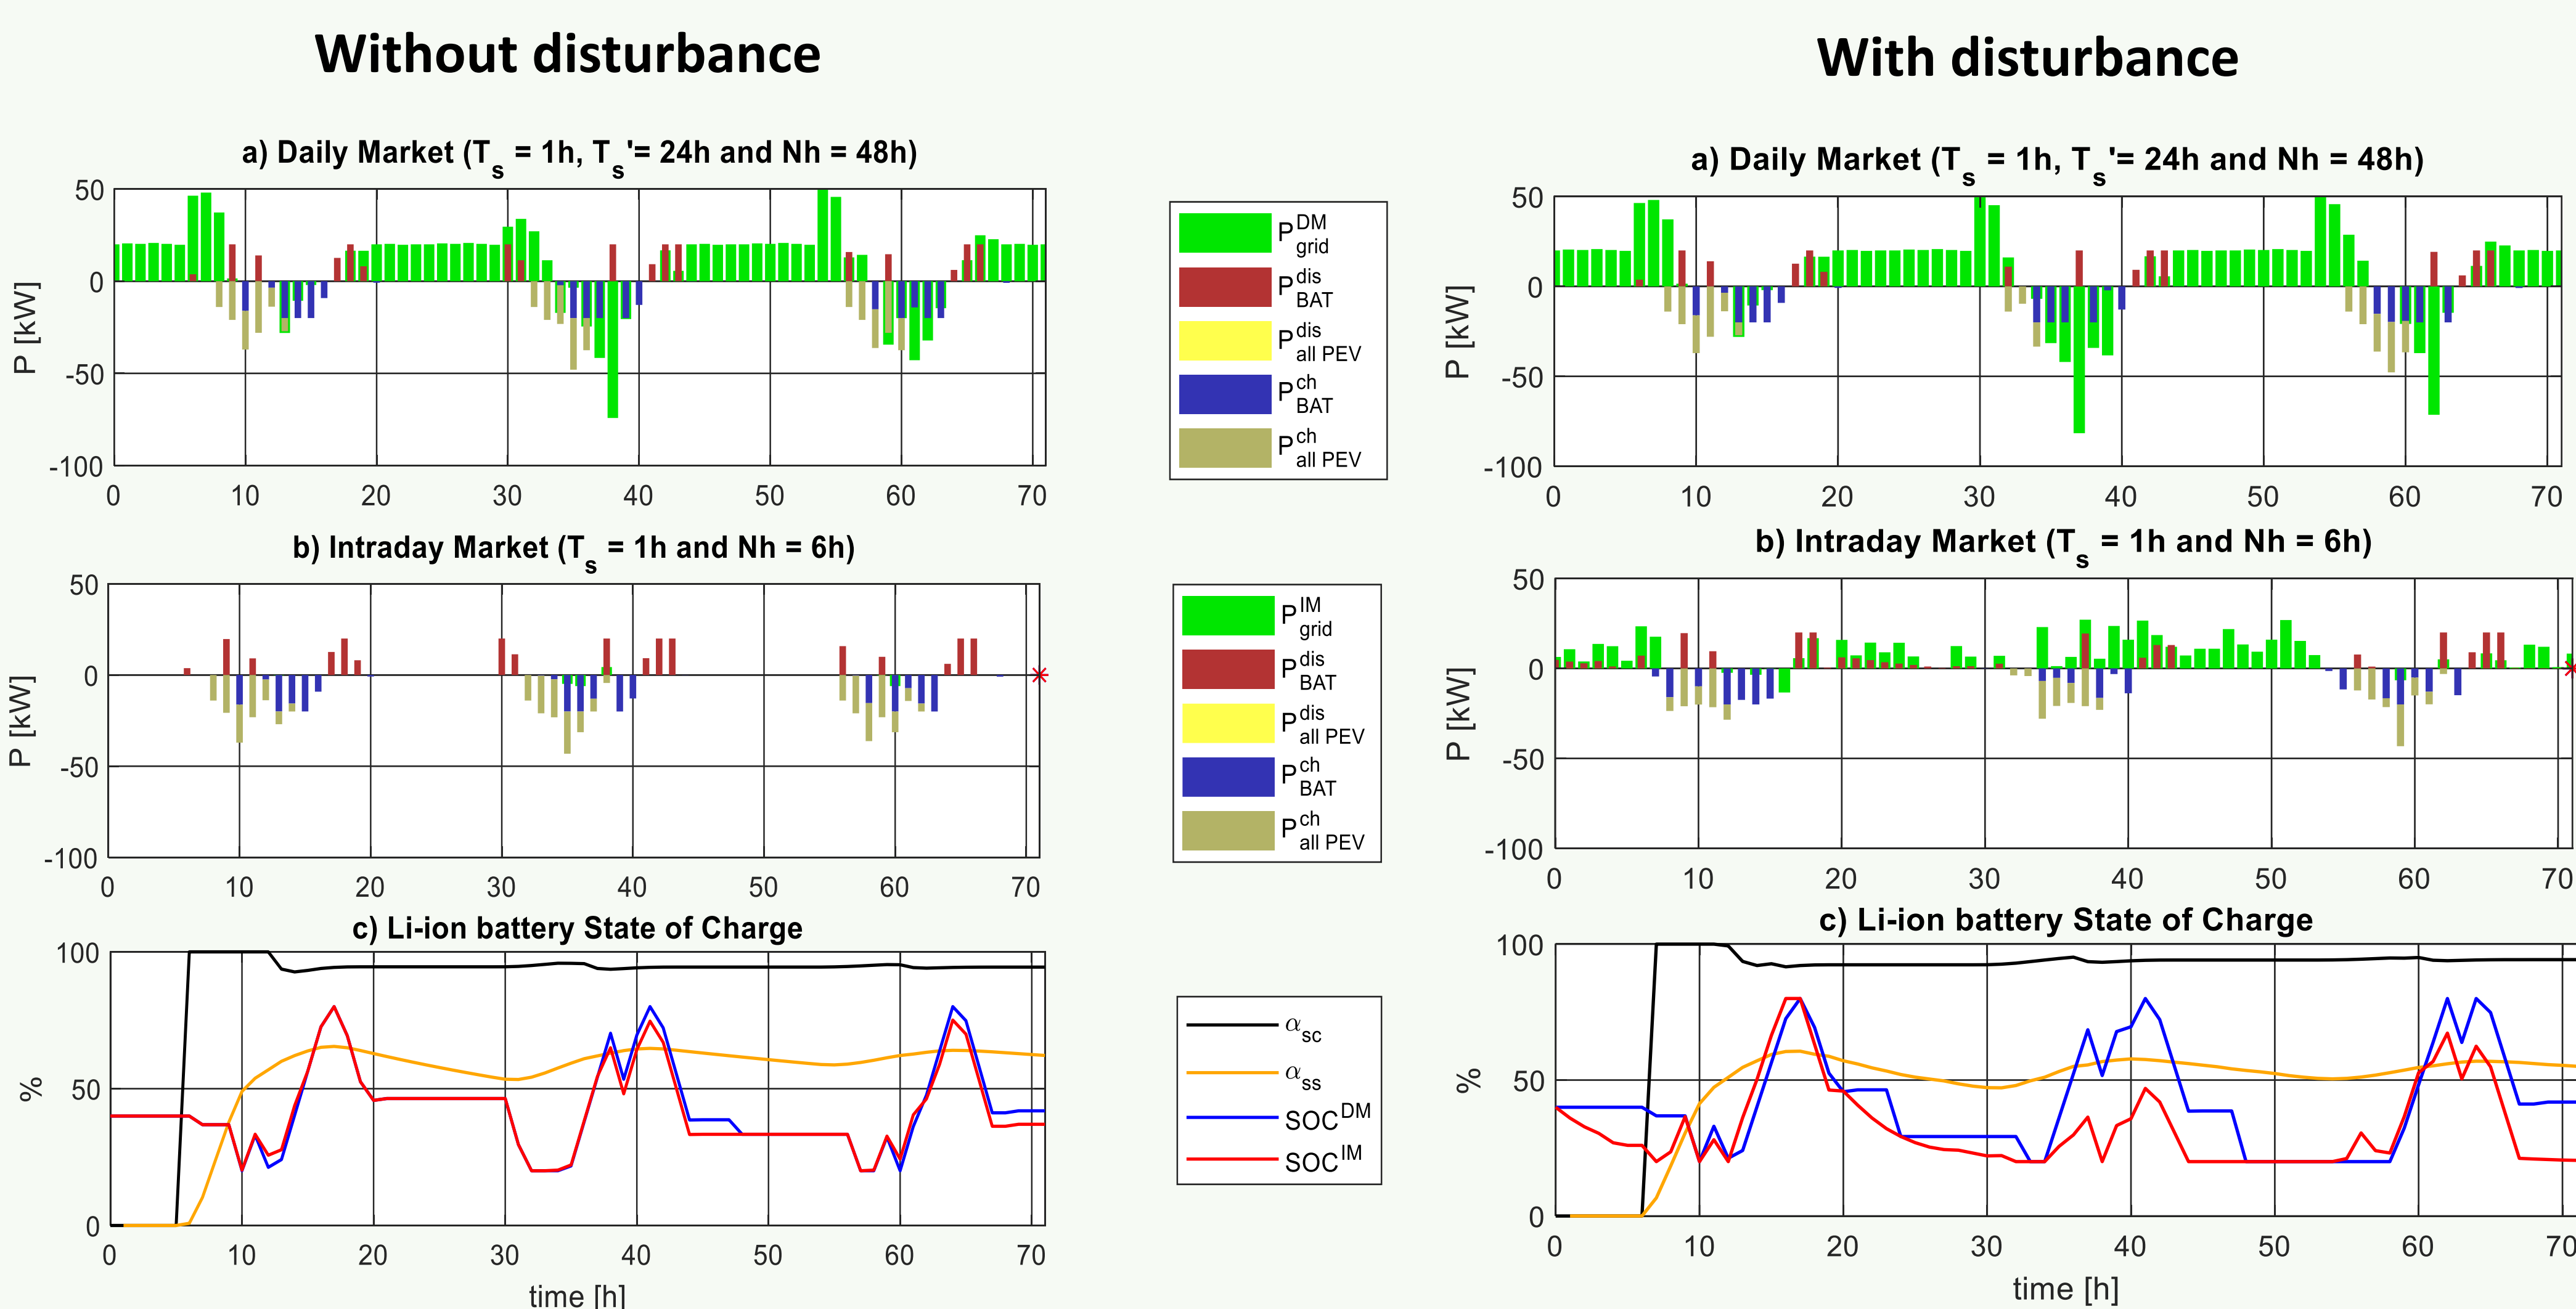 Without disturbance
With disturbance
a) Daily Market (Ts = 1h, Ts'= 24h and Nh = 48h)
50
0
-50
-100
P [kW]
0 10 20 30 40 50 60 70
P DM grid
P dis BAT
P dis all PEV
P ch BAT
P ch all PEV
a) Daily Market (Ts = 1h, Ts'= 24h and Nh = 48h)
50
0
-50
-100
P [kW]
0 10 20 30 40 50 60 70
b) Intraday Market (Ts = 1h and Nh = 6h)
50
0
-50
-100
P [kW]
0 10 20 30 40 50 60 70
P IM grid
P dis BAT
P dis all PEV
P ch BAT
P ch all PEV
b) Intraday Market (Ts = 1h and Nh = 6h)
50
0
-50
-100
P [kW]
0 10 20 30 40 50 60 70
c) Li-ion battery State of Charge
100
50
0
%
0 10 20 30 40 50 60 70
time [h]
αsc
αss
SOC DM
SOC IM
c) Li-ion battery State of Charge
100
50
0
%
0 10 20 30 40 50 60 70
time [h]